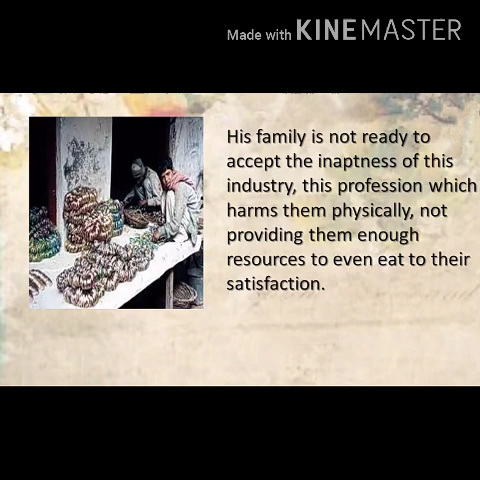 Made with KINEMASTER
His family is not ready to
accept the inaptness of this
industry, this profession which
harms them physically, not
providing them enough
resources to even eat to their
satisfaction.